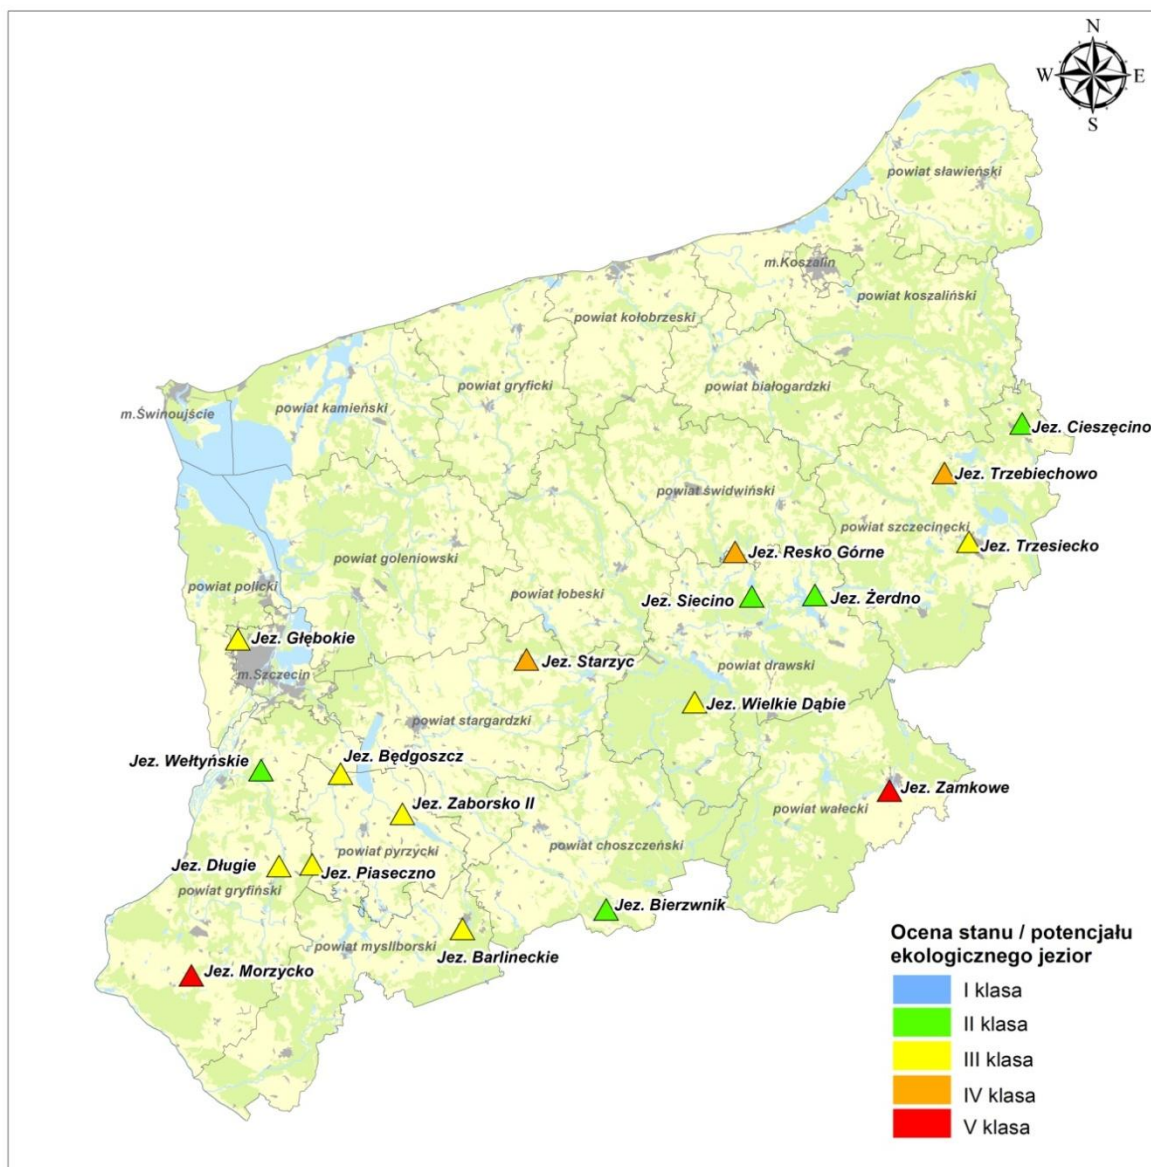 N
W
E
S
powiat sławieński
m.Koszalin
powiat koszaliński
powiat kołobrzeski
powiat białogardzki
powiat gryficki
powiat kamieński
m.Świnoujście
Jez. Cieszęcino
Jez. Trzebiechowo
powiat świdwiński
powiat szczecinecki
Jez. Trzesiecko
Jez. Resko Górne
powiat goleniowski
powiat policki
powiat łobeski
Jez. Siecino
Jez. Żerdno
Jez. Głębokie
m.Szczecin
Jez. Starzyc
powiat drawski
Jez. Wielkie Dąbie
powiat stargardzki
Jez. Wełtyńskie
Jez. Będgoszcz
Jez. Zamkowe
powiat wałecki
Jez. Zaborsko II
powiat pyrzycki
powiat choszczeński
Jez. Długie
Jez. Piaseczno
powiat gryfiński
Jez. Bierzwnik
powiat mysliborski
Jez. Barlineckie
Jez. Morzycko
Ocena stanu / potencjału
ekologicznego jezior
I klasa
II klasa
III klasa
IV klasa
V klasa